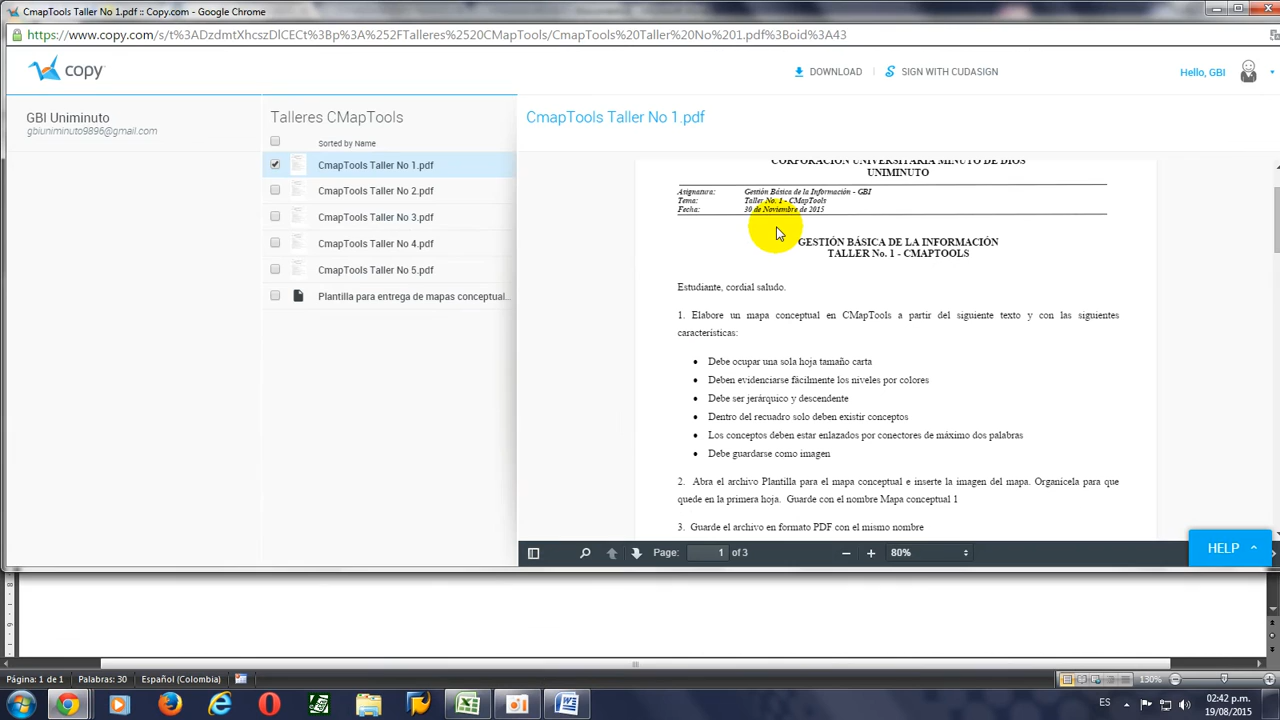 CmapTools Taller No 1.pdf :: Copy.com - Google Chrome
https://www.copy.com/s/t%3ADzdmtXhcszDlCECt%3Bp%3A%252FTalleres%2520CMapTools/CmapTools%20Taller%20No%201.pdf%3Boid%3A43
copy
DOWNLOAD
SIGN WITH CUDASIGN
Hello, GBI
GBI Uniminuto
gbiuniminuto9896@gmail.com
Talleres CMapTools
Sorted by Name
CmapTools Taller No 1.pdf
CmapTools Taller No 2.pdf
CmapTools Taller No 3.pdf
CmapTools Taller No 4.pdf
CmapTools Taller No 5.pdf
Plantilla para entrega de mapas conceptual...
CmapTools Taller No 1.pdf
CORPORACIÓN UNIVERSITARIA MINUTO DE DIOS
UNIMINUTO
Asignatura: Gestión Básica de la Información - GBI
Tema: Taller No. 1 - CMapTools
Fecha: 30 de Noviembre de 2015
GESTIÓN BÁSICA DE LA INFORMACIÓN
TALLER No. 1 - CMAPTOOLS
Estudiante, cordial saludo.
1. Elabore un mapa conceptual en CMapTools a partir del siguiente texto y con las siguientes
características:
• Debe ocupar una sola hoja tamaño carta
• Deben evidenciarse fácilmente los niveles por colores
• Debe ser jerárquico y descendente
• Dentro del recuadro solo deben existir conceptos
• Los conceptos deben estar enlazados por conectores de máximo dos palabras
• Debe guardarse como imagen
2. Abra el archivo Plantilla para el mapa conceptual e inserte la imagen del mapa. Organícela para que
quede en la primera hoja. Guarde con el nombre Mapa conceptual 1
3. Guarde el archivo en formato PDF con el mismo nombre
Page: 1 of 3
80%
HELP
Página: 1 de 1
Palabras: 30
Español (Colombia)
130%
ES
02:42 p.m.
19/08/2015